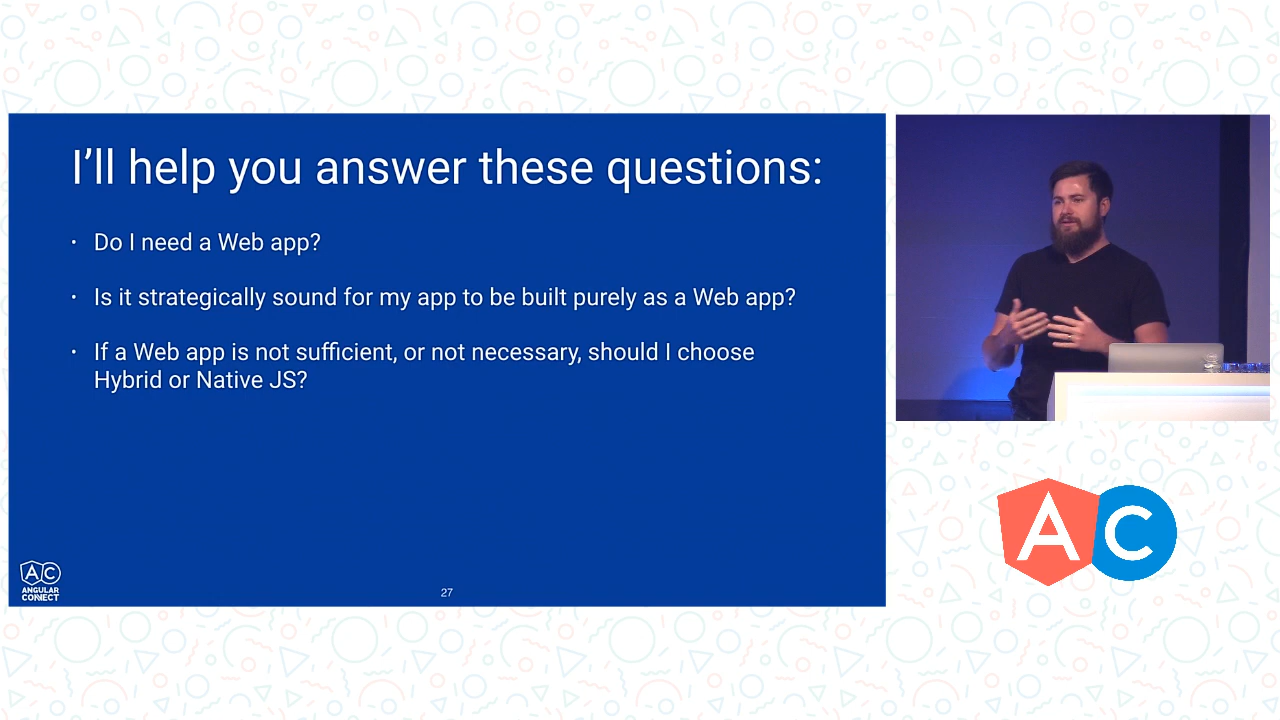 I’ll help you answer these questions:
• Do I need a Web app?
• Is it strategically sound for my app to be built purely as a Web app?
• If a Web app is not sufficient, or not necessary, should I choose
Hybrid or Native JS?
AC
ANGULAR
CONNECT
27
AC